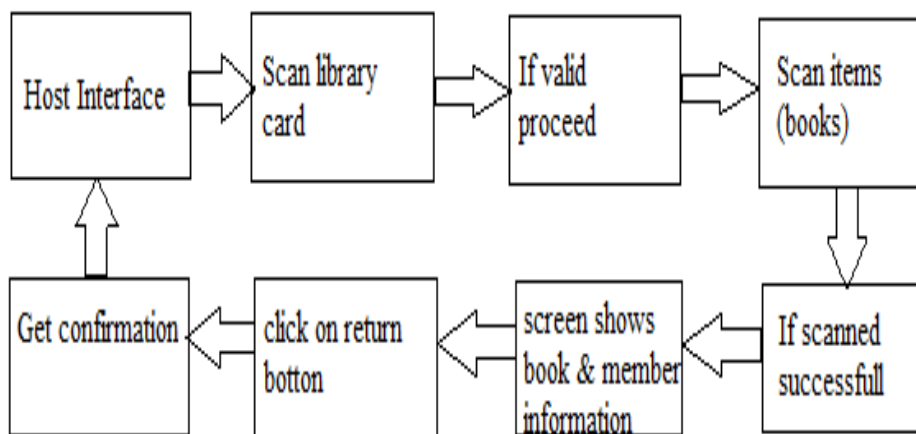 Host Interface
Scan library
card
If valid
proceed
Scan items
(books)
If scanned
successfull
screen shows
book & member
information
click on return
botton
Get confirmation